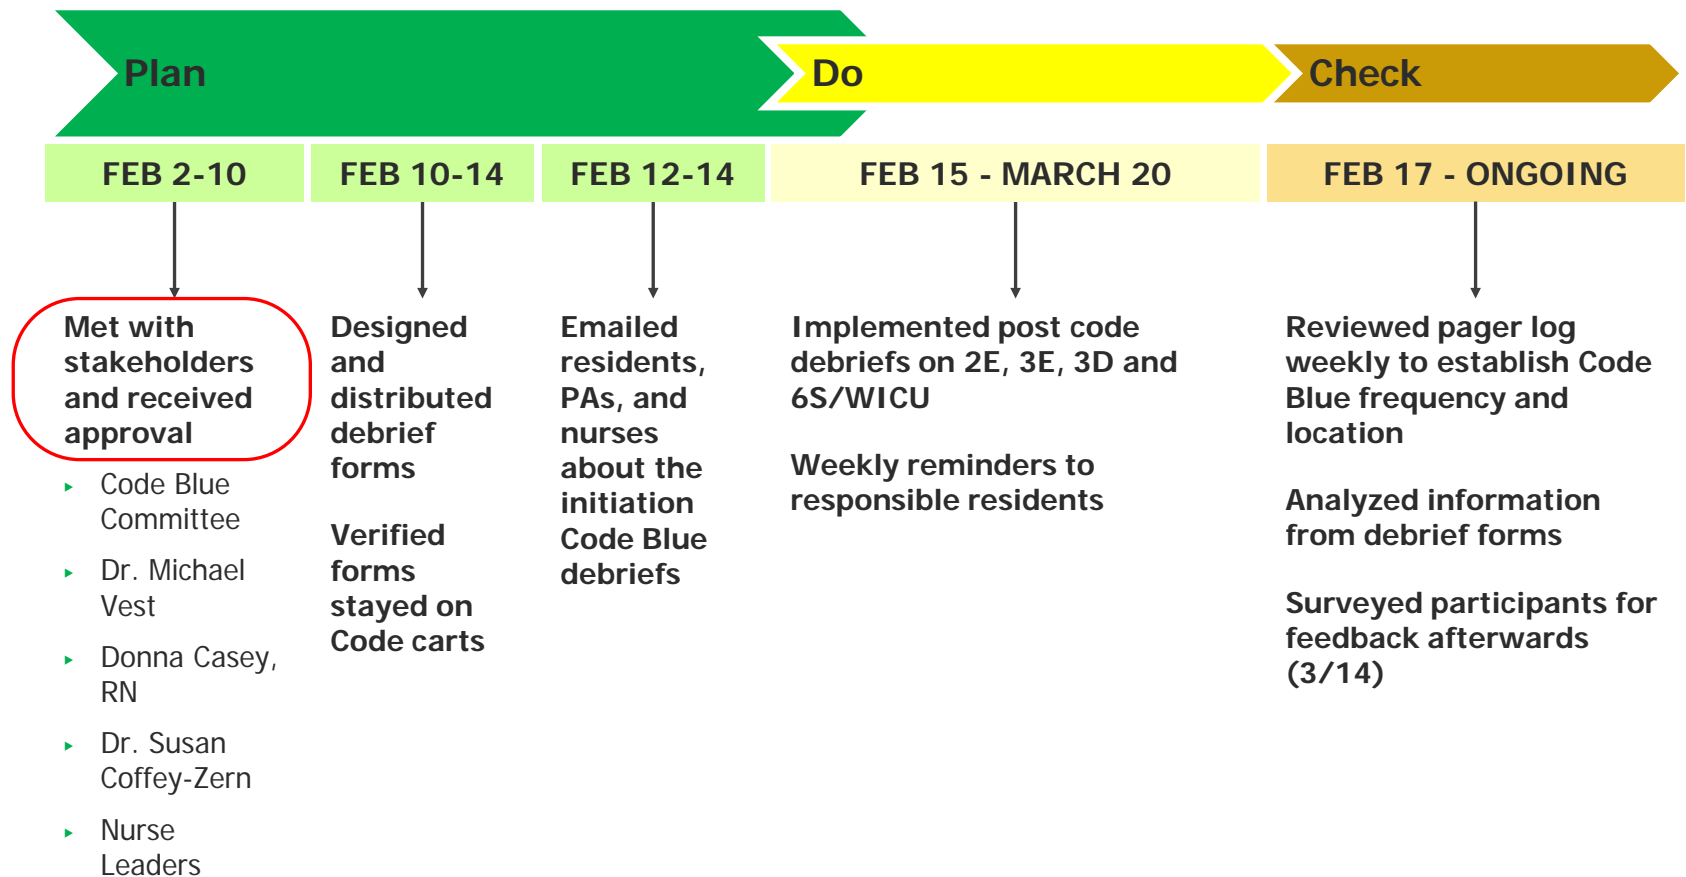 Plan
Do
Check
FEB 2-10
FEB 10-14
FEB 12-14
FEB 15 - MARCH 20
FEB 17 - ONGOING
Met with
stakeholders
and received
approval
Code Blue
Committee
Dr. Michael
Vest
Donna Casey,
RN
Dr. Susan
Coffey-Zern
Nurse
Leaders
Designed
and
distributed
debrief
forms
Verified
forms
stayed on
Code carts
Emailed
residents,
PAs, and
nurses
about the
initiation
Code Blue
debriefs
Implemented post code
debriefs on 2E, 3E, 3D and
6S/WICU
Weekly reminders to
responsible residents
Reviewed pager log
weekly to establish Code
Blue frequency and
location
Analyzed information
from debrief forms
Surveyed participants for
feedback afterwards
(3/14)